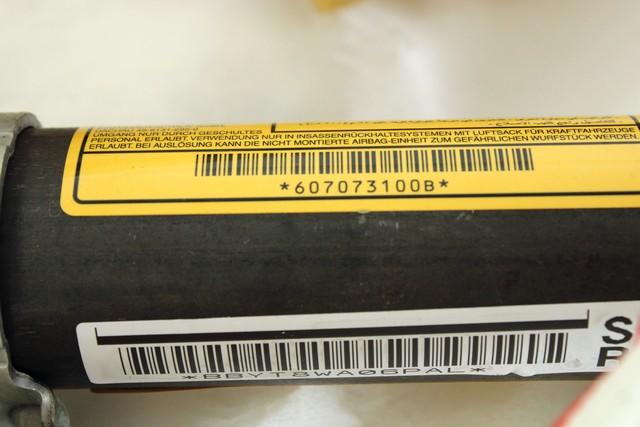 UMGANG NUR DURCH GESCHULTES
PERSONAL ERLAUBT. VERWENDUNG NUR IN INSASSENRÜCKHALTESYSTEMEN MIT LUFTSACK FÜR KRAFTFAHRZEUGE
ERLAUBT. BEI AUSLÖSUNG KANN DIE NICHT MONTIERTE AIRBAG-EINHEIT ZUM GEFÄHRLICHEN WURFSTÜCK WERDEN.
*607073100B*
S
*BBYT8WA06PAL*